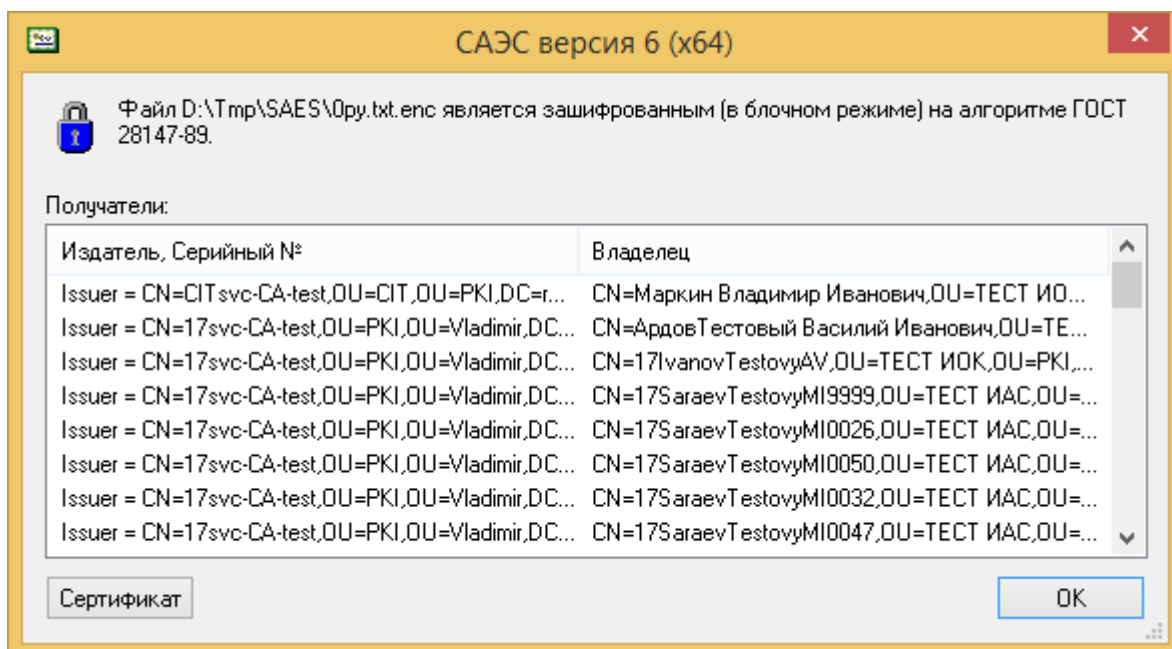 САЭС версия 6 (x64)
Файл D:\Tmp\SAES\0py.txt.enc является зашифрованным (в блочном режиме) на алгоритме ГОСТ
28147-89.
Получатели:
Издатель, Серийный № Владелец
Issuer = CN=CITsvc-CA-test,OU=CIT,OU=PKI,DC=r... CN=Маркин Владимир Иванович,OU=ТЕСТ ИО...
Issuer = CN=17svc-CA-test,OU=PKI,OU=Vladimir,DC... CN=АрдовТестовый Василий Иванович,OU=ТЕ...
Issuer = CN=17svc-CA-test,OU=PKI,OU=Vladimir,DC... CN=17IvanovTestovyAV,OU=ТЕСТ ИОК,OU=PKI,...
Issuer = CN=17svc-CA-test,OU=PKI,OU=Vladimir,DC... CN=17SaraevTestovyMI9999,OU=ТЕСТ ИАС,OU=...
Issuer = CN=17svc-CA-test,OU=PKI,OU=Vladimir,DC... CN=17SaraevTestovyMI0026,OU=ТЕСТ ИАС,OU=...
Issuer = CN=17svc-CA-test,OU=PKI,OU=Vladimir,DC... CN=17SaraevTestovyMI0050,OU=ТЕСТ ИАС,OU=...
Issuer = CN=17svc-CA-test,OU=PKI,OU=Vladimir,DC... CN=17SaraevTestovyMI0032,OU=ТЕСТ ИАС,OU=...
Issuer = CN=17svc-CA-test,OU=PKI,OU=Vladimir,DC... CN=17SaraevTestovyMI0047,OU=ТЕСТ ИАС,OU=...
Сертификат OK